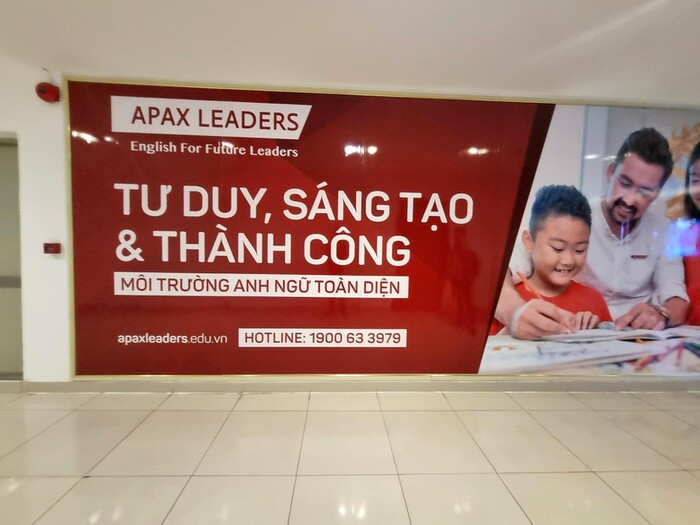 APAX LEADERS
English For Future Leaders
TƯ DUY, SÁNG TẠO
& THÀNH CÔNG
MÔI TRƯỜNG ANH NGỮ TOÀN DIỆN
apaxleaders.edu.vn HOTLINE: 1900 63 3979